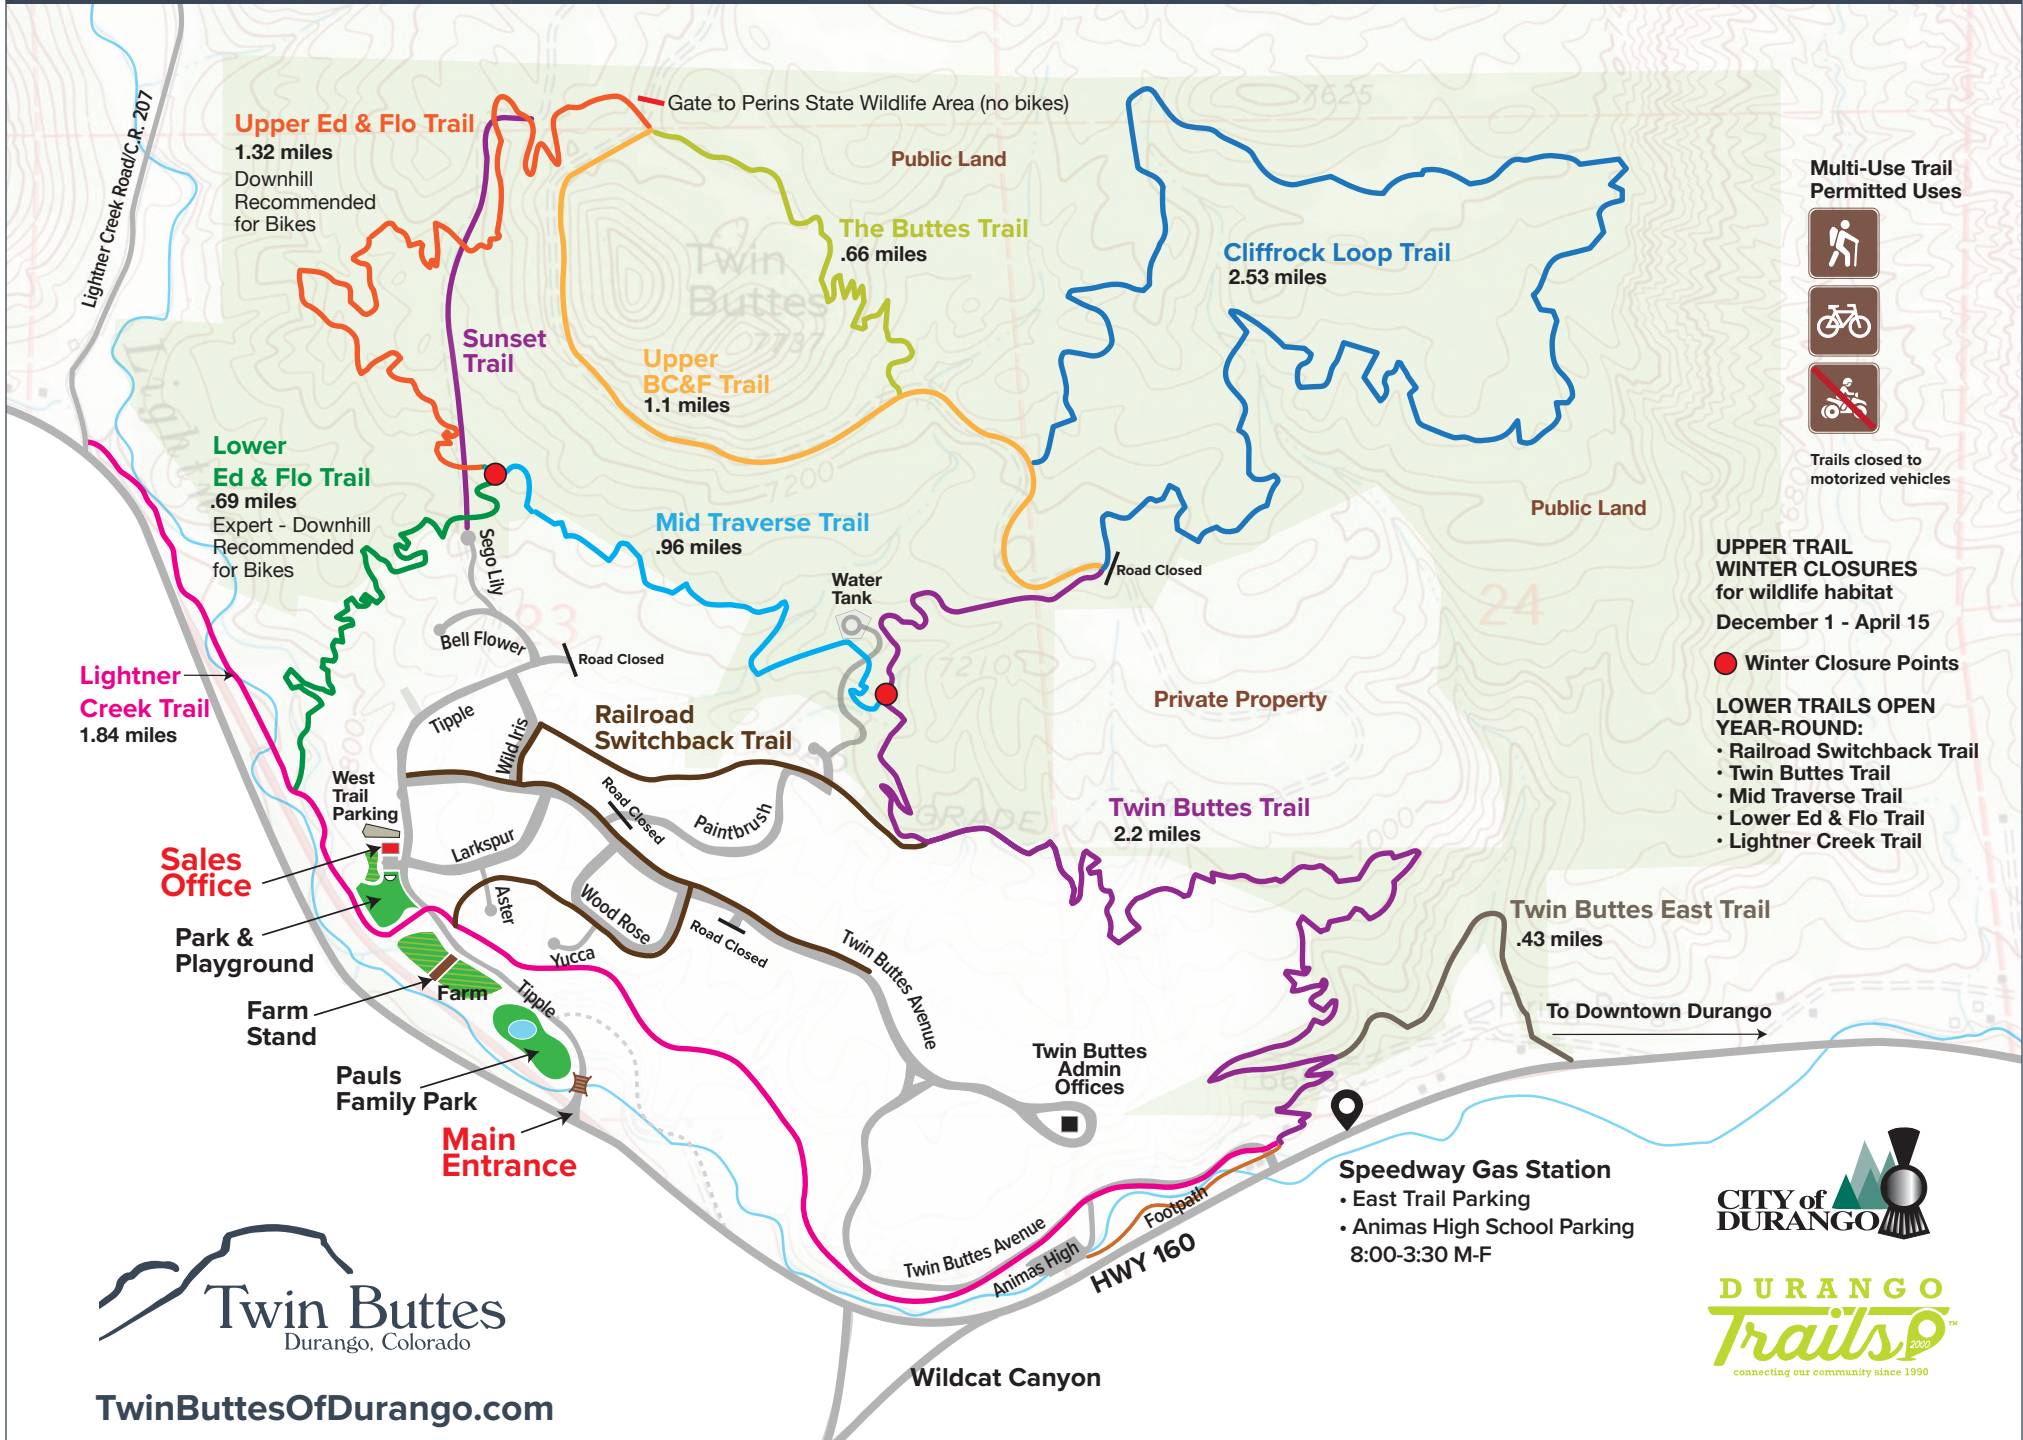 Gate to Perins State Wildlife Area (no bikes)
Lightner Creek Road/C.R. 207
Upper Ed & Flo Trail
1.32 miles
Downhill
Recommended
for Bikes
Public Land
The Buttes Trail
.66 miles
Cliffrock Loop Trail
2.53 miles
7625
Twin
Buttes
Sunset
Trail
Upper
BC&F Trail
1.1 miles
Multi-Use Trail
Permitted Uses
Trails closed to
motorized vehicles
Lower
Ed & Flo Trail
.69 miles
Expert - Downhill
Recommended
for Bikes
7200
Mid Traverse Trail
.96 miles
Public Land
Sego Lily
Water
Tank
Road Closed
24
23
UPPER TRAIL
WINTER CLOSURES
for wildlife habitat
December 1 - April 15
Winter Closure Points
LOWER TRAILS OPEN
YEAR-ROUND:
• Railroad Switchback Trail
• Twin Buttes Trail
• Mid Traverse Trail
• Lower Ed & Flo Trail
• Lightner Creek Trail
Bell Flower
Road Closed
Lightner
Creek Trail
1.84 miles
Tipple
Wild Iris
Railroad
Switchback Trail
Private Property
West
Trail
Parking
Road Closed
Paintbrush
GRADE
Twin Buttes Trail
2.2 miles
Larkspur
Sales
Office
Aster
Wood Rose
Road Closed
Twin Buttes Avenue
Twin Buttes East Trail
.43 miles
Park &
Playground
Yucca
Farm
Farm
Stand
Tipple
To Downtown Durango
Twin Buttes
Admin
Offices
Pauls
Family Park
Main
Entrance
Speedway Gas Station
• East Trail Parking
• Animas High School Parking
8:00-3:30 M-F
Footpath
Twin Buttes Avenue
Animas High
HWY 160
Wildcat Canyon
CITY of
DURANGO
DURANGO
Trails
2000
TM
connecting our community since 1990
Twin Buttes
Durango, Colorado
TwinButtesOfDurango.com